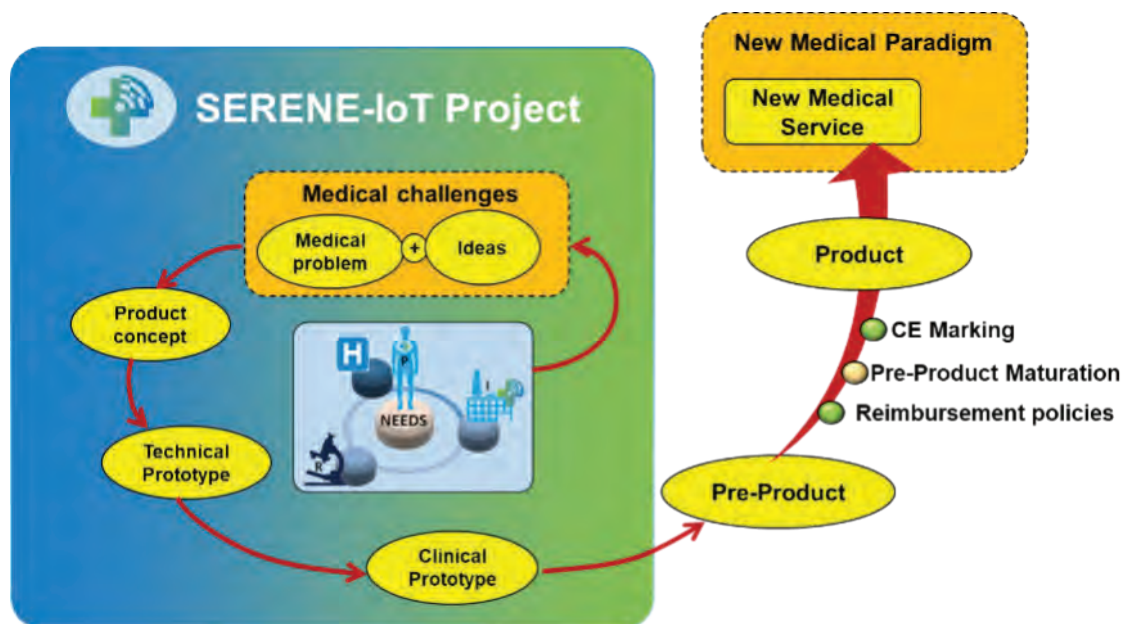 SERENE-IoT Project
Medical challenges
Medical
problem
+
Ideas
Product
concept
H
P
I
NEEDS
R
Technical
Prototype
Clinical
Prototype
Pre-Product
Reimbursement policies
Pre-Product Maturation
CE Marking
Product
New Medical Paradigm
New Medical
Service